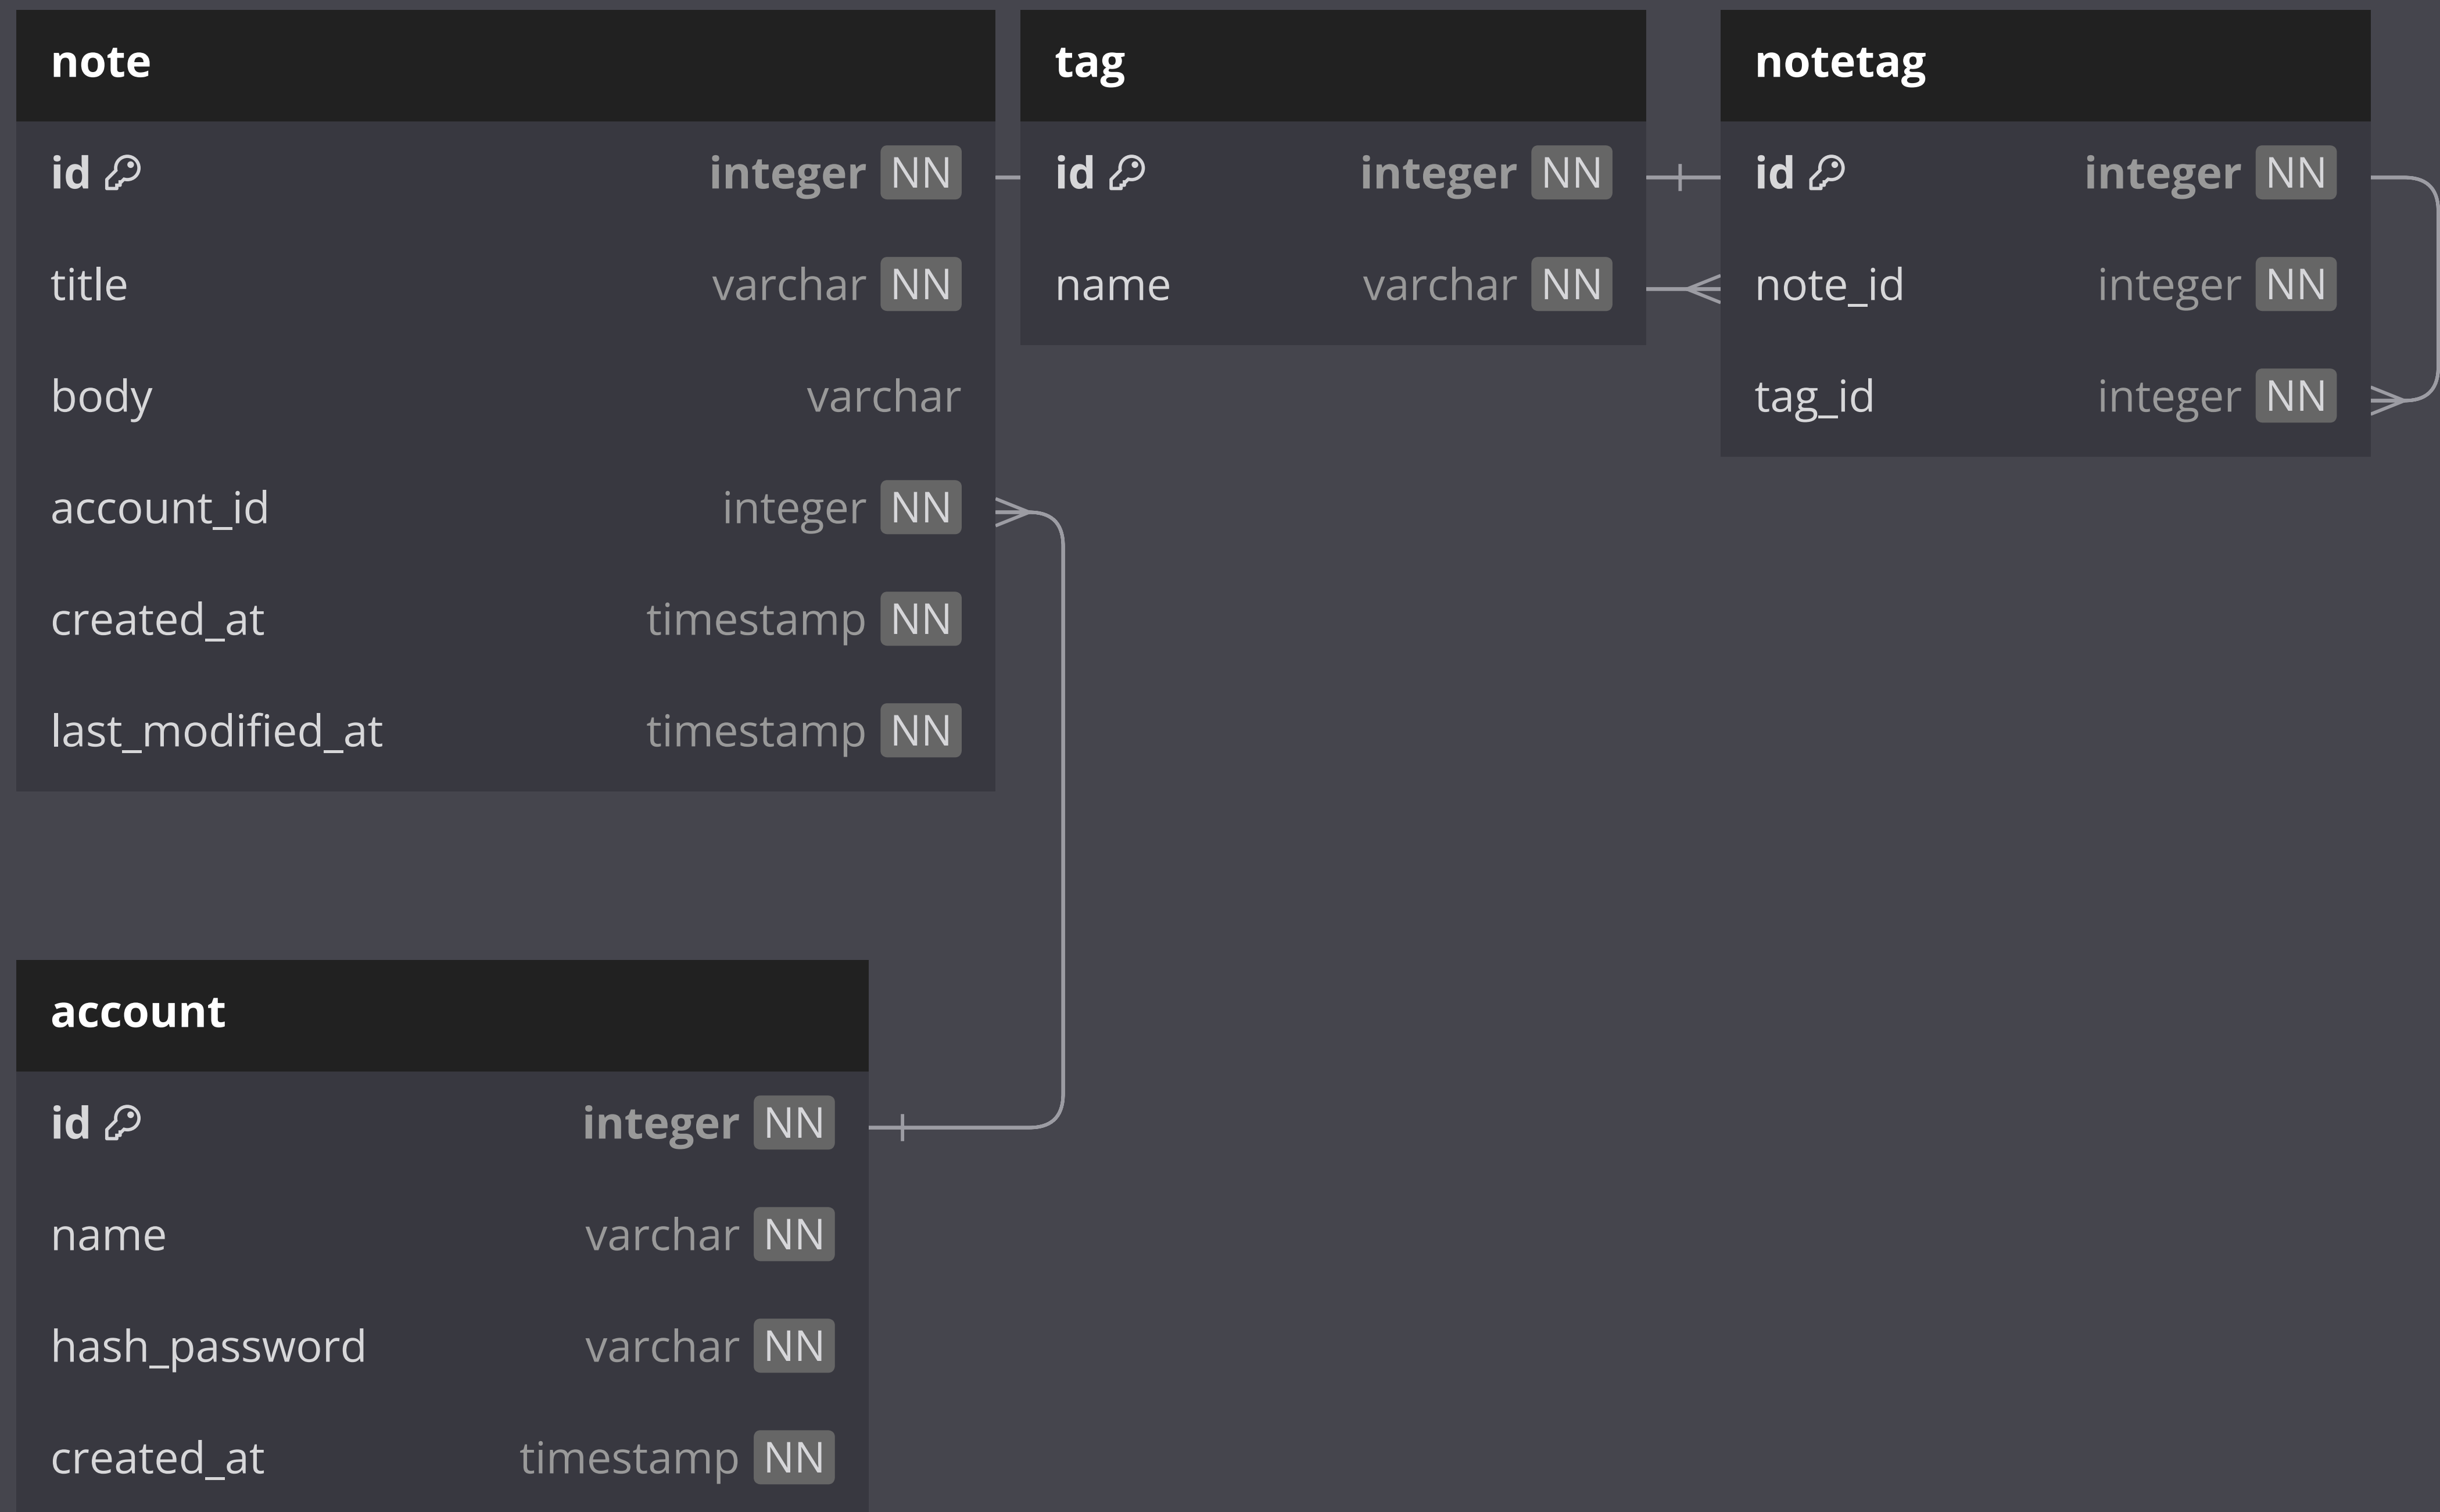 note
id integer NN
title varchar NN
body varchar
account_id integer NN
created_at timestamp NN
last_modified_at timestamp NN
tag
id integer NN
name varchar NN
notetag
id integer NN
note_id integer NN
tag_id integer NN
account
id integer NN
name varchar NN
hash_password varchar NN
created_at timestamp NN